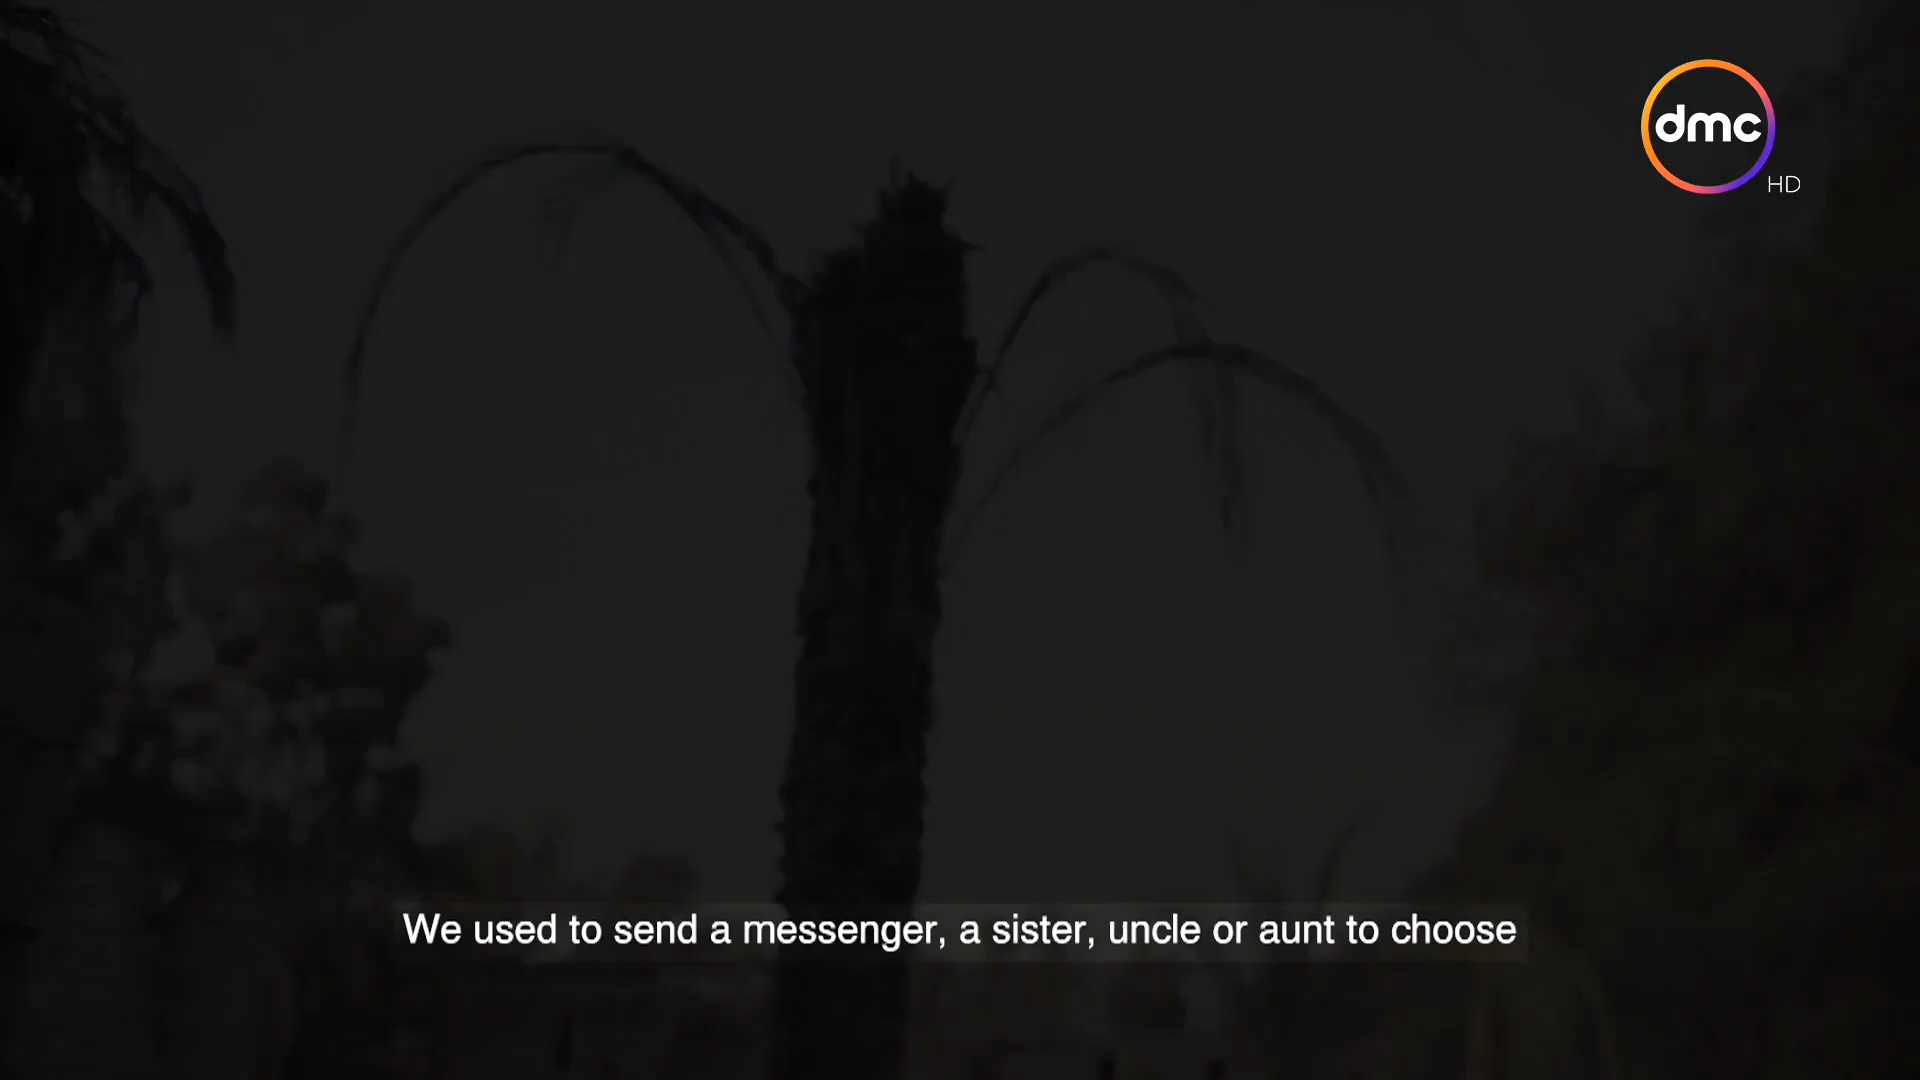 dmc
HD
We used to send a messenger, a sister, uncle or aunt to choose